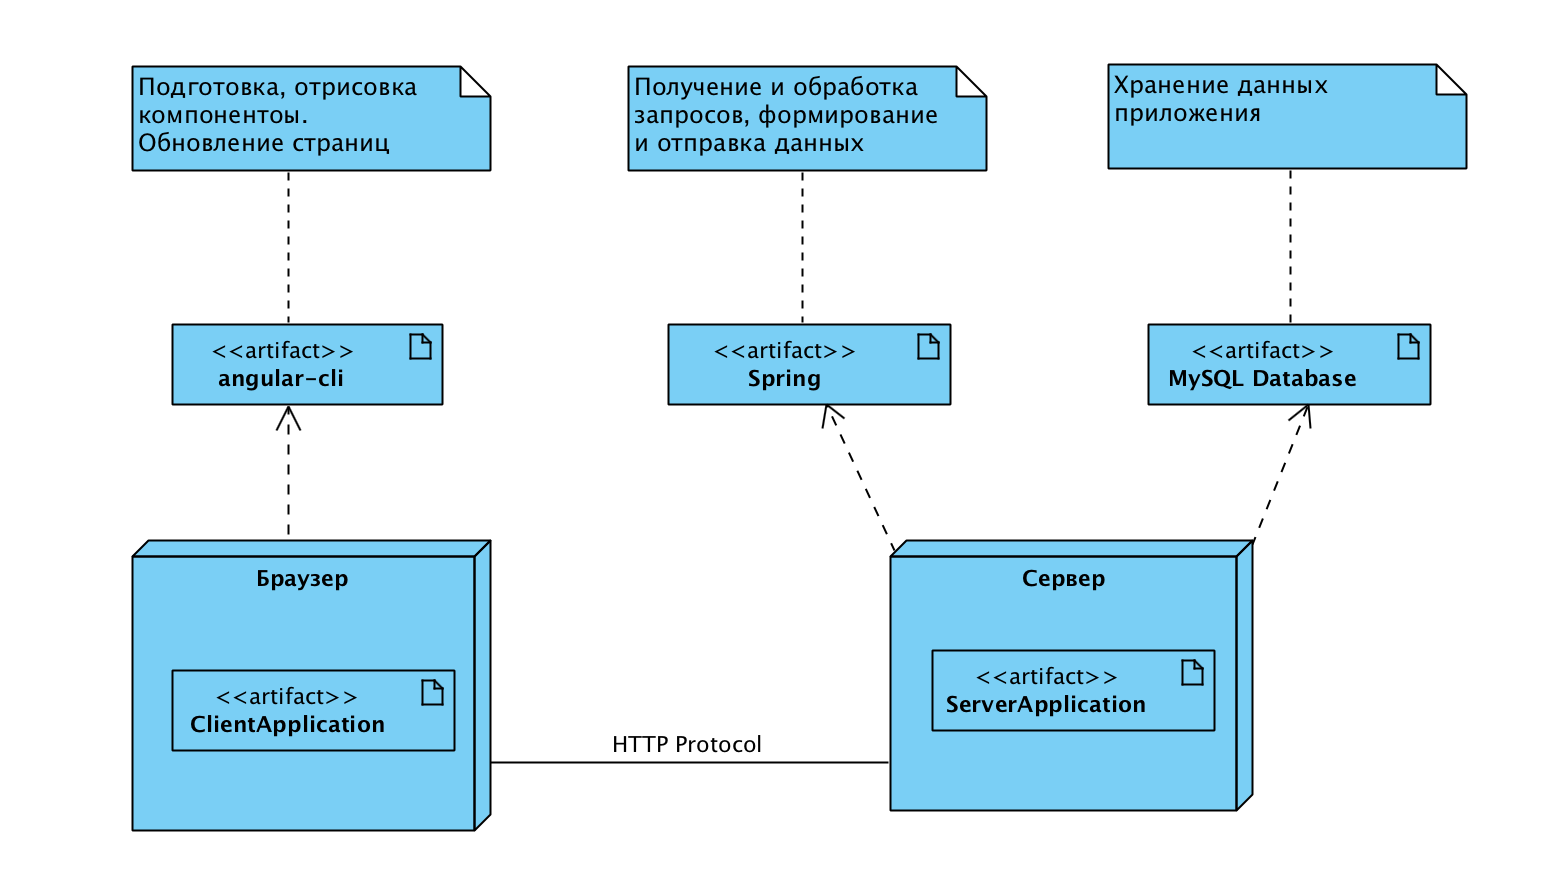 Подготовка, отрисовка
компонентоы.
Обновление страниц
Получение и обработка
запросов, формирование
и отправка данных
Хранение данных
приложения
<<artifact>>
angular-cli
<<artifact>>
Spring
<<artifact>>
MySQL Database
Браузер
<<artifact>>
ClientApplication
HTTP Protocol
Сервер
<<artifact>>
ServerApplication